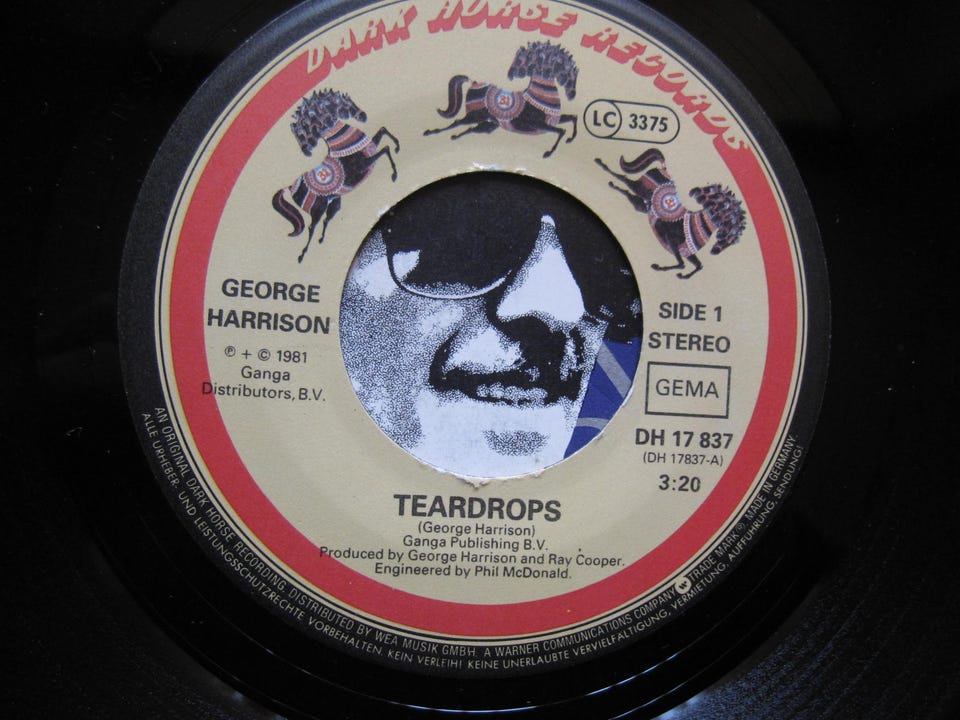 DARK HORSE RECORDS
LC 3375
GEORGE
HARRISON
℗ + © 1981
Ganga
Distributors, B.V.
SIDE 1
STEREO
GEMA
DH 17 837
(DH 17837-A)
3:20
TEARDROPS
(George Harrison)
Ganga Publishing B.V.
Produced by George Harrison and Ray Cooper.
Engineered by Phil McDonald.
AN ORIGINAL DARK HORSE RECORDING. DISTRIBUTED BY WEA MUSIK GMBH. A WARNER COMMUNICATIONS COMPANY. TRADE MARK ®. MADE IN GERMANY.
ALLE URHEBER- UND LEISTUNGSSCHUTZRECHTE VORBEHALTEN. KEIN VERLEIH! KEINE UNERLAUBTE VERVIELFÄLTIGUNG, VERMIETUNG, AUFFÜHRUNG, SENDUNG!